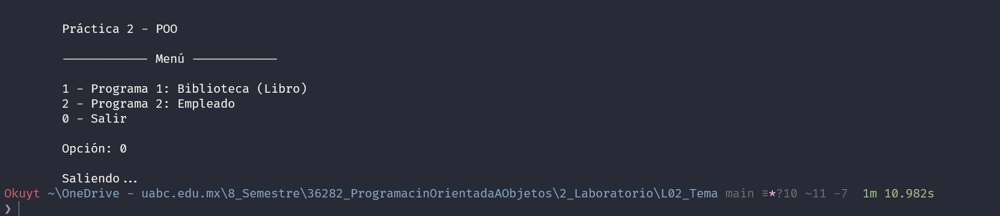 Práctica 2 - POO
------------ Menú ------------
1 - Programa 1: Biblioteca (Libro)
2 - Programa 2: Empleado
0 - Salir
Opción: 0
Saliendo...
Okuyt ~\OneDrive - uabc.edu.mx\8_Semestre\36282_ProgramacinOrientadaAObjetos\2_Laboratorio\L02_Tema main ≡*?10 ~11 -7 1m 10.982s
❯